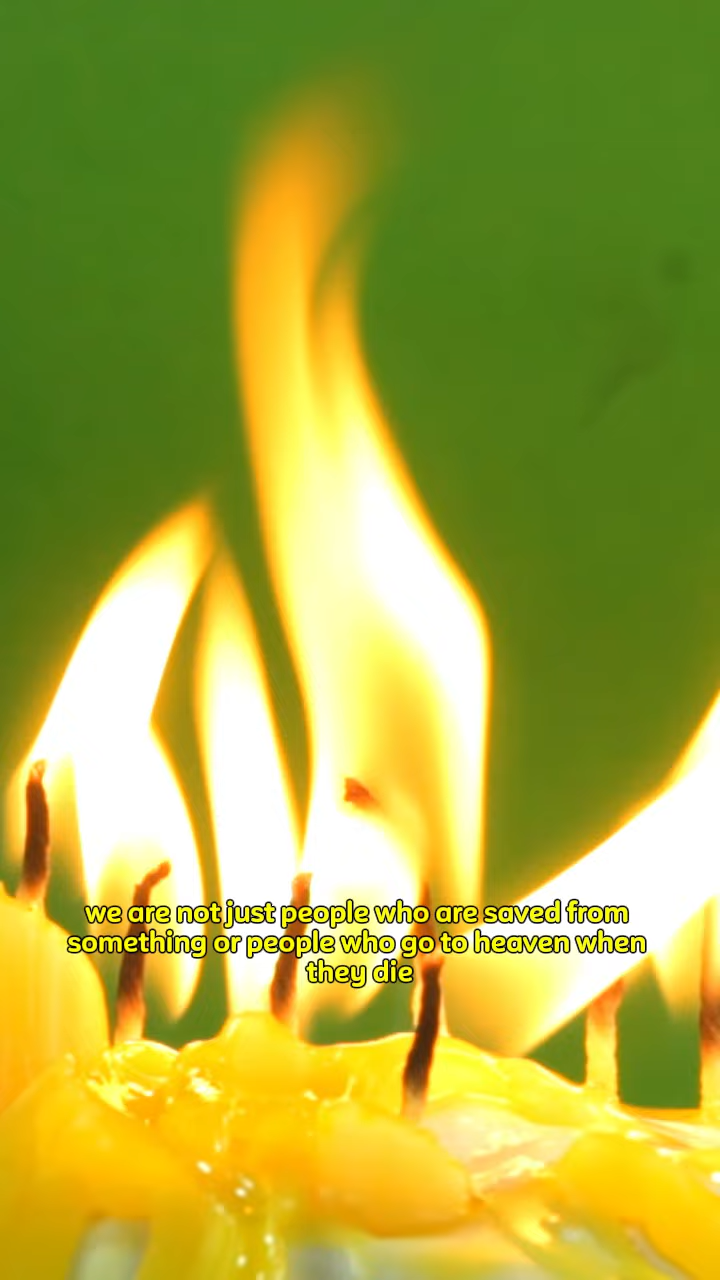 we are not just people who are saved from
something or people who go to heaven when
they die